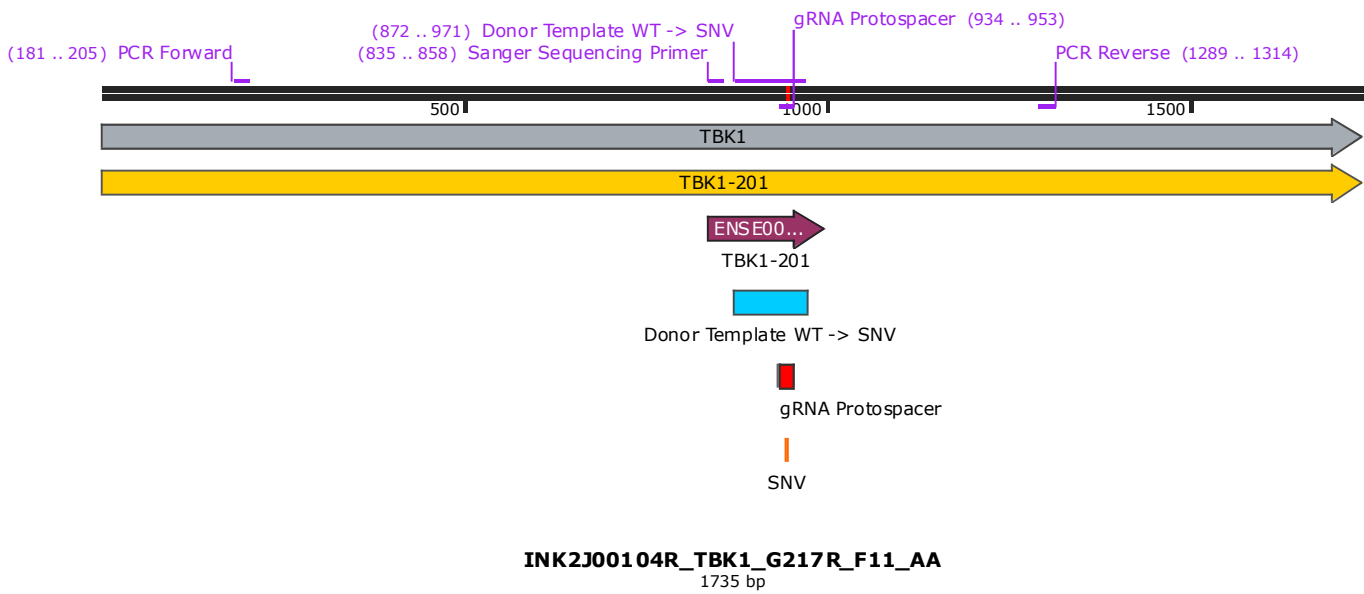 gRNA Protospacer (934 .. 953)
(872 .. 971) Donor Template WT -> SNV
(181 .. 205) PCR Forward
(835 .. 858) Sanger Sequencing Primer
PCR Reverse (1289 .. 1314)
500
1000
1500
TBK1
TBK1-201
ENSE00...
TBK1-201
Donor Template WT -> SNV
gRNA Protospacer
SNV
INK2J00104R_TBK1_G217R_F11_AA
1735 bp